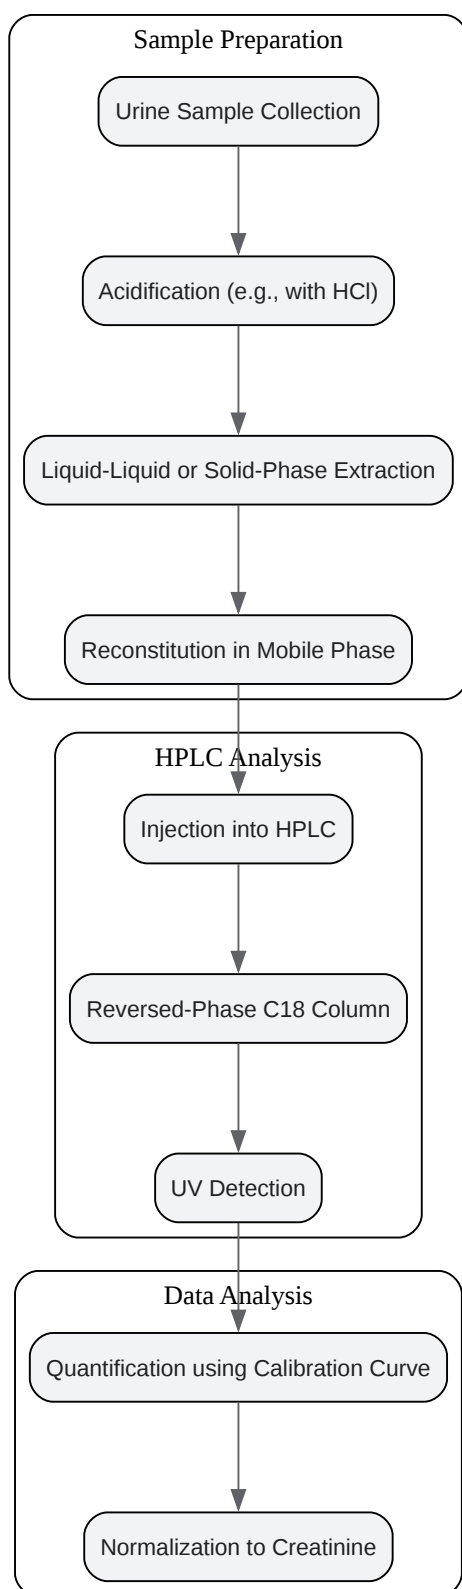 Sample Preparation
Urine Sample Collection
Acidification (e.g., with HCl)
Liquid-Liquid or Solid-Phase Extraction
Reconstitution in Mobile Phase
HPLC Analysis
Injection into HPLC
Reversed-Phase C18 Column
UV Detection
Data Analysis
Quantification using Calibration Curve
Normalization to Creatinine